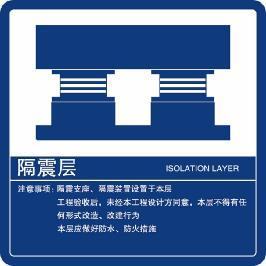 隔震层
ISOLATION LAYER
注意事项：隔震支座、隔震装置设置于本层
工程验收后，未经本工程设计方同意，本层不得有任
何形式改造、改建行为
本层应做好防水、防火措施